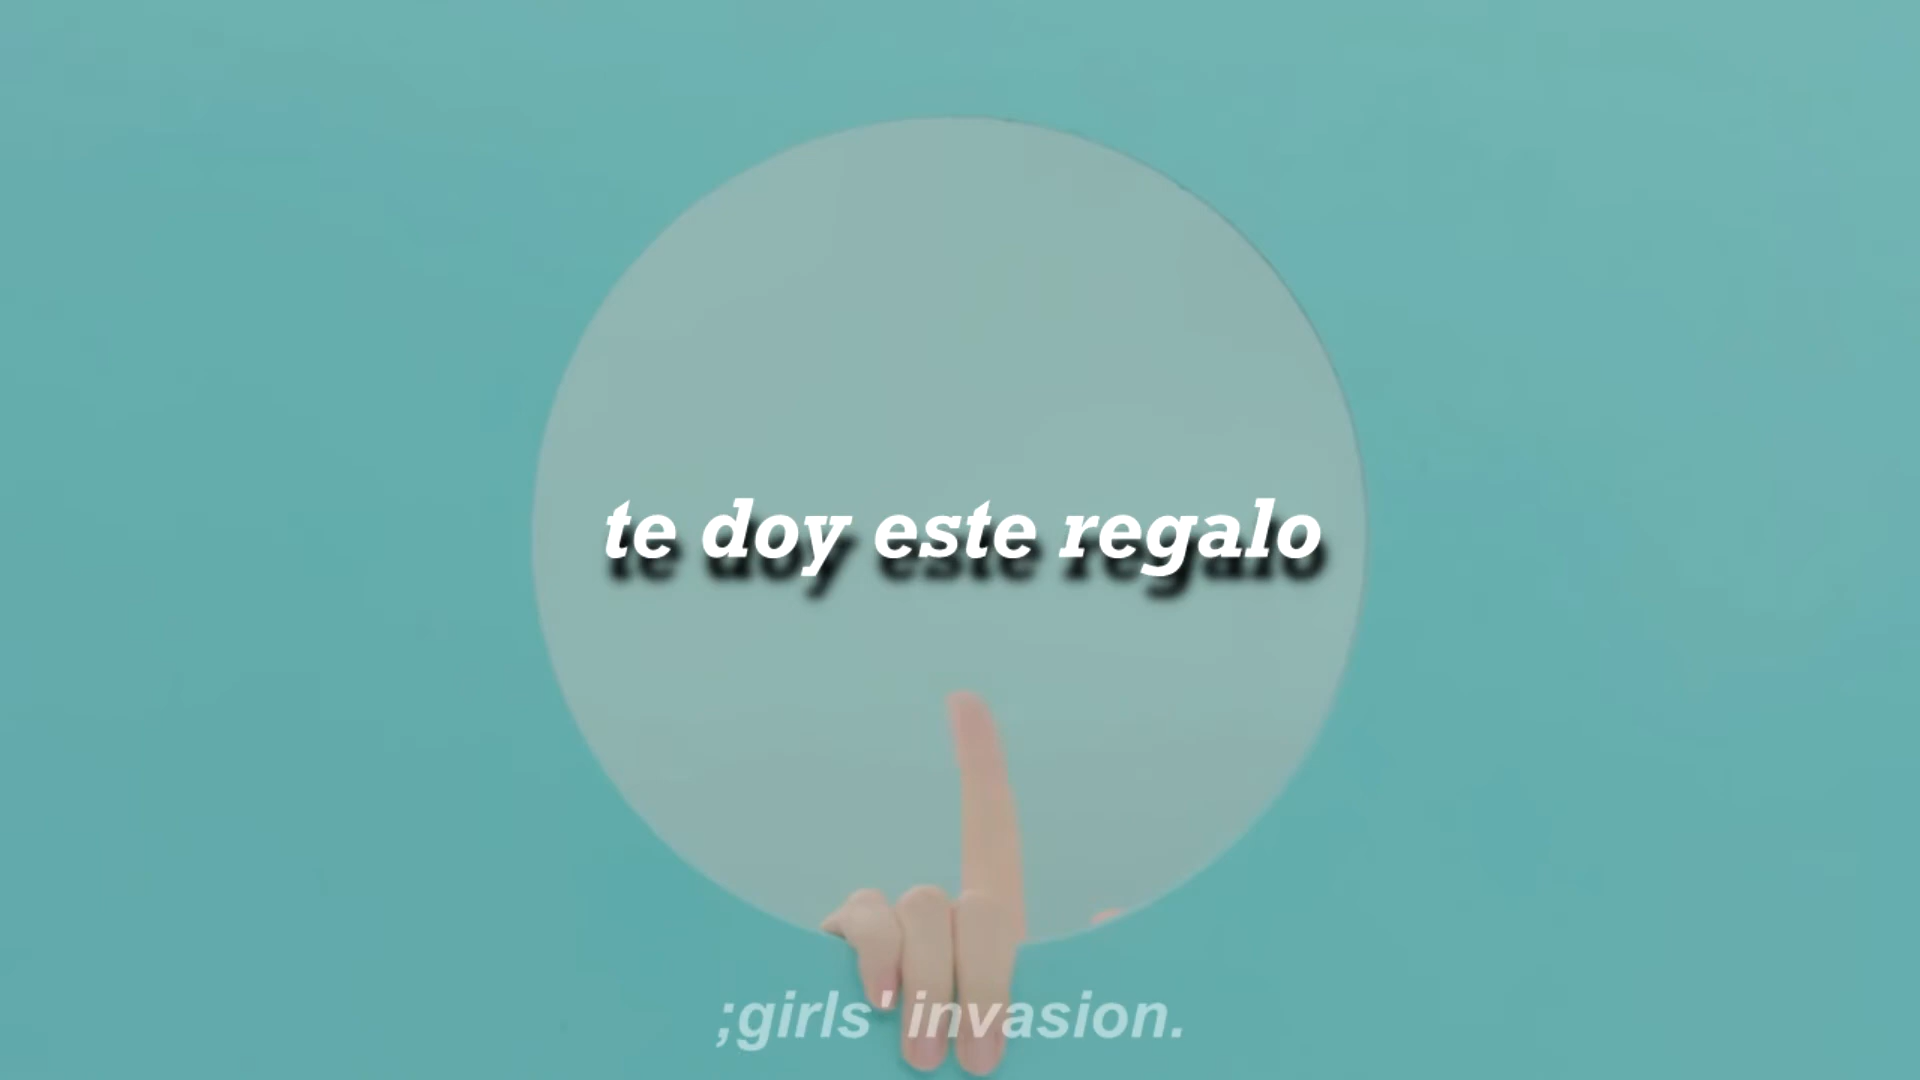 te doy este regalo
;girls' invasion.